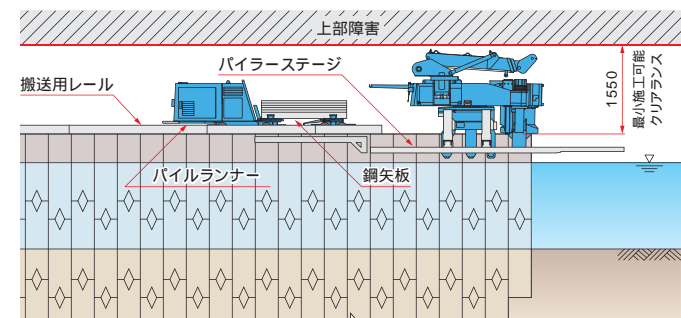 上部障害
パイラーステージ
搬送用レール
1550
最小施工可能
クリアランス
パイルランナー
鋼矢板